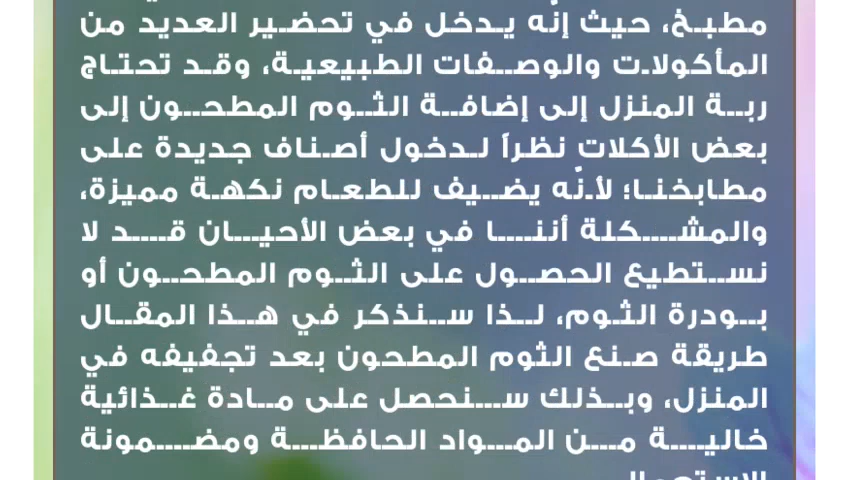 مطبخ، حيث إنّه يدخل في تحضير العديد من
المأكولات والوصفات الطبيعية، وقد تحتاج
ربة المنزل إلى إضافة الثوم المطحون إلى
بعض الأكلات نظراً لدخول أصناف جديدة على
مطابخنا؛ لأنّه يضيف للطعام نكهة مميزة،
والمشكلة أننا في بعض الأحيان قد لا
نستطيع الحصول على الثوم المطحون أو
بودرة الثوم، لذا سنذكر في هذا المقال
طريقة صنع الثوم المطحون بعد تجفيفه في
المنزل، وبذلك سنحصل على مادة غذائية
خالية من المواد الحافظة ومضمونة